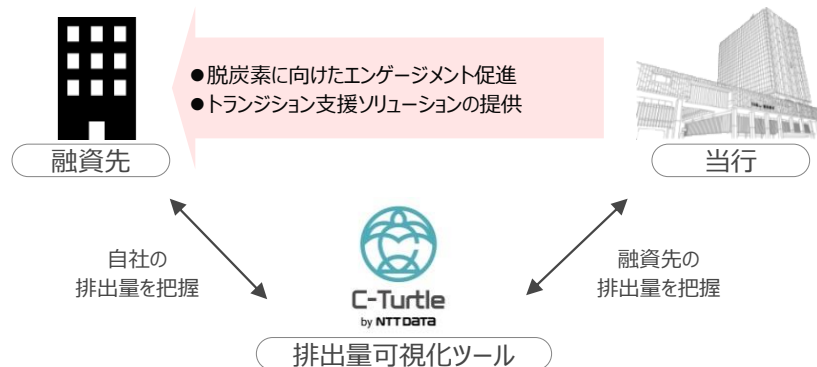 ●脱炭素に向けたエンゲージメント促進
●トランジション支援ソリューションの提供
融資先
当行
自社の
排出量を把握
融資先の
排出量を把握
C-Turtle
by NTT DATA
排出量可視化ツール